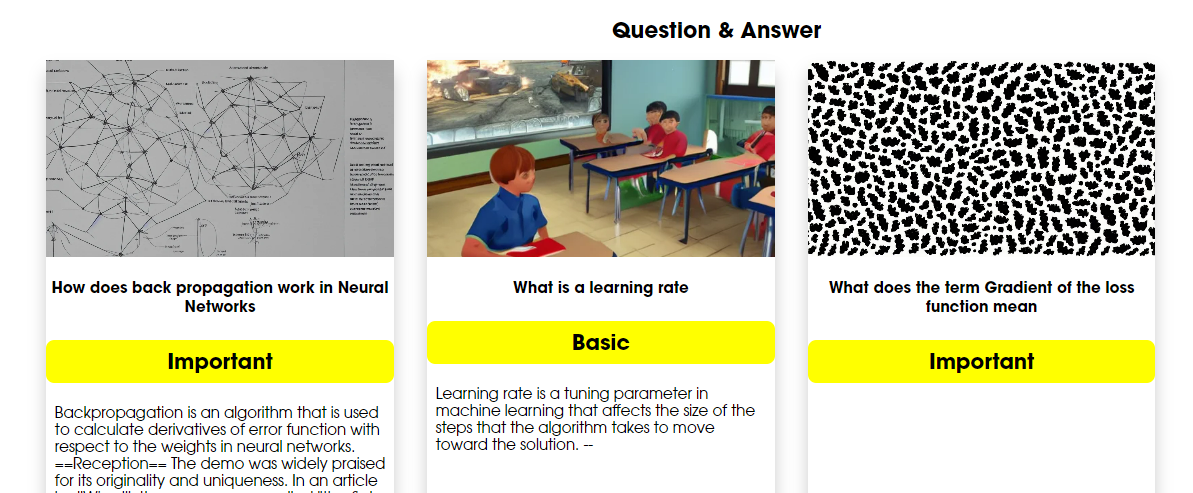 Question & Answer
How does back propagation work in Neural
Networks
Important
Backpropagation is an algorithm that is used
to calculate derivatives of error function with
respect to the weights in neural networks.
==Reception== The demo was widely praised
for its originality and uniqueness. In an article
What is a learning rate
Basic
Learning rate is a tuning parameter in
machine learning that affects the size of the
steps that the algorithm takes to move
toward the solution. --
What does the term Gradient of the loss
function mean
Important